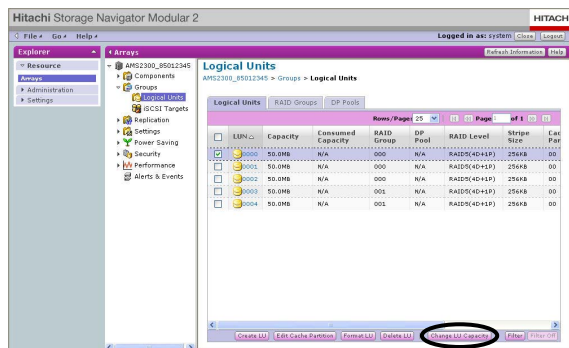 Hitachi Storage Navigator Modular 2
HITACH
File Go Help
Logged in as: system Close Logout
Explorer
Arrays
Refresh Information Help
Resource
Arrays
Administration
Settings
AMS2300_85012345
Components
Groups
Logical Units
iSCSI Targets
Replication
Settings
Power Saving
Security
Performance
Alerts & Events
Logical Units
AMS2300_85012345 > Groups > Logical Units
Logical Units RAID Groups DP Pools
Rows/Page: 25 Page 1 of 1
LUN Capacity Consumed Capacity RAID Group DP Pool RAID Level Stripe Size Cac Par
0000 50.0MB N/A 000 N/A RAID5(4D+1P) 256KB 00
0001 50.0MB N/A 000 N/A RAID5(4D+1P) 256KB 00
0002 50.0MB N/A 000 N/A RAID5(4D+1P) 256KB 00
0003 50.0MB N/A 001 N/A RAID5(4D+1P) 256KB 00
0004 50.0MB N/A 001 N/A RAID5(4D+1P) 256KB 00
Create LU Edit Cache Partition Format LU Delete LU Change LU Capacity Filter Filter Off